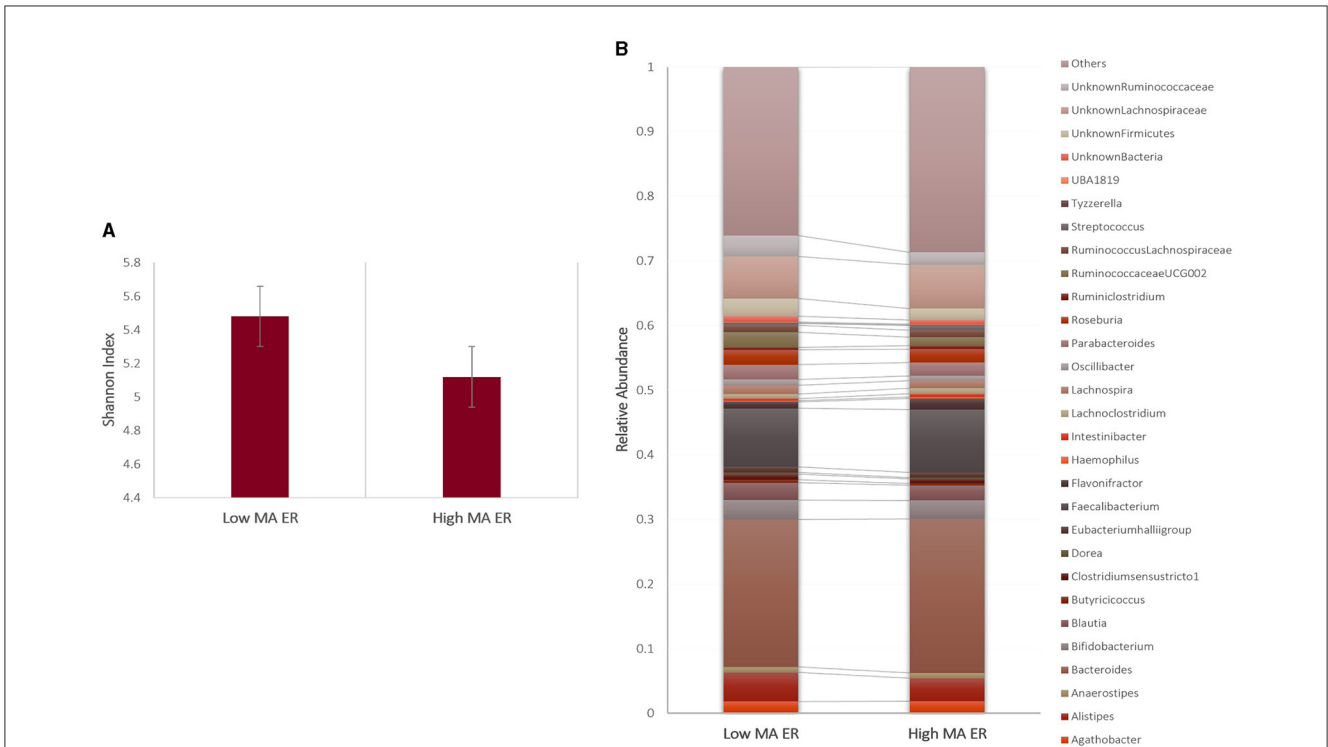 A
5.8
5.6
5.4
5.2
5
4.8
4.6
4.4
Shannon Index
Low MA ER
High MA ER
B
1
0.9
0.8
0.7
0.6
0.5
0.4
0.3
0.2
0.1
0
Relative Abundance
Low MA ER
High MA ER
Others
UnknownRuminococcaceae
UnknownLachnospiraceae
UnknownFirmicutes
UnknownBacteria
UBA1819
Tyzzerella
Streptococcus
RuminococcusLachnospiraceae
RuminococcaceaeUCG002
Ruminiclostridium
Roseburia
Parabacteroides
Oscillibacter
Lachnospira
Lachnoclostridium
Intestinibacter
Haemophilus
Flavonifractor
Faecalibacterium
Eubacteriumhalliigroup
Dorea
Clostridiumsensustricto1
Butyricicoccus
Blautia
Bifidobacterium
Bacteroides
Anaerostipes
Alistipes
Agathobacter